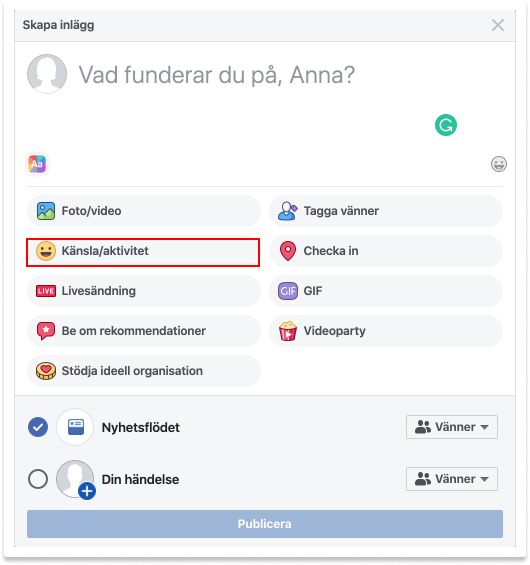 Skapa inlägg
Vad funderar du på, Anna?
Aa
Foto/video
Tagga vänner
Känsla/aktivitet
Checka in
LIVE Livesändning
GIF GIF
Be om rekommendationer
Videoparty
Stödja ideell organisation
Nyhetsflödet
Vänner
Din händelse
Vänner
Publicera